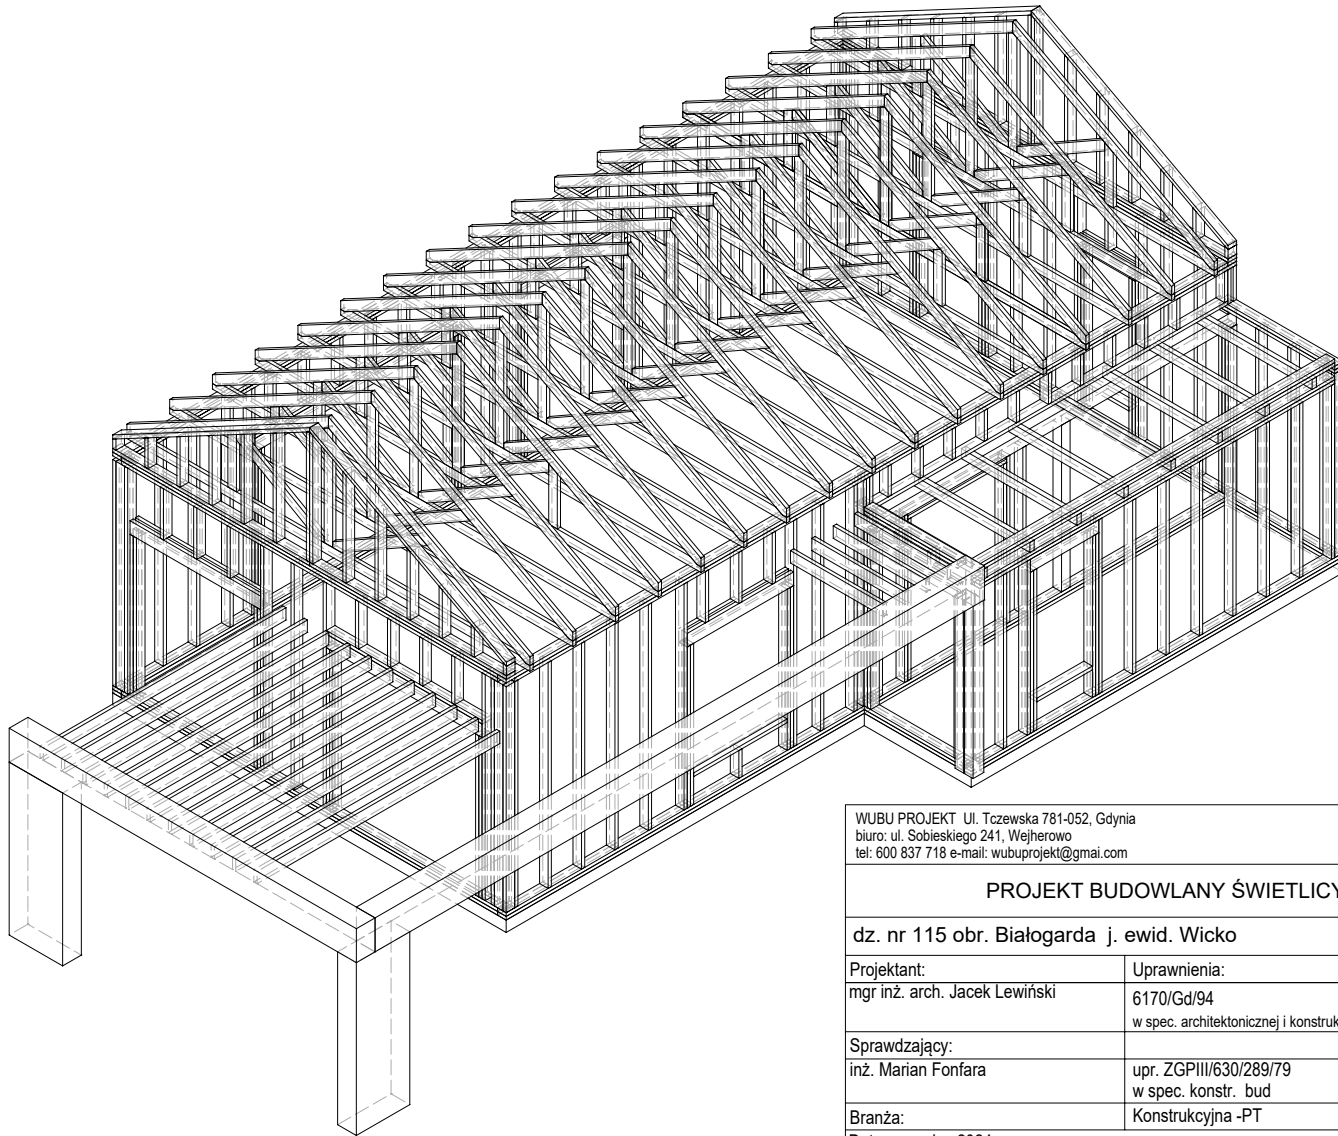 WUBU PROJEKT Ul. Tczewska 781-052, Gdynia
biuro: ul. Sobieskiego 241, Wejherowo
tel: 600 837 718 e-mail: wubuprojekt@gmai.com
PROJEKT BUDOWLANY ŚWIETLICY
dz. nr 115 obr. Białogarda j. ewid. Wicko
Projektant: Uprawnienia:
mgr inż. arch. Jacek Lewiński 6170/Gd/94
w spec. architektonicznej i konstruk
Sprawdzający:
inż. Marian Fonfara upr. ZGPIII/630/289/79
w spec. konstr. bud
Branża: Konstrukcyjna -PT